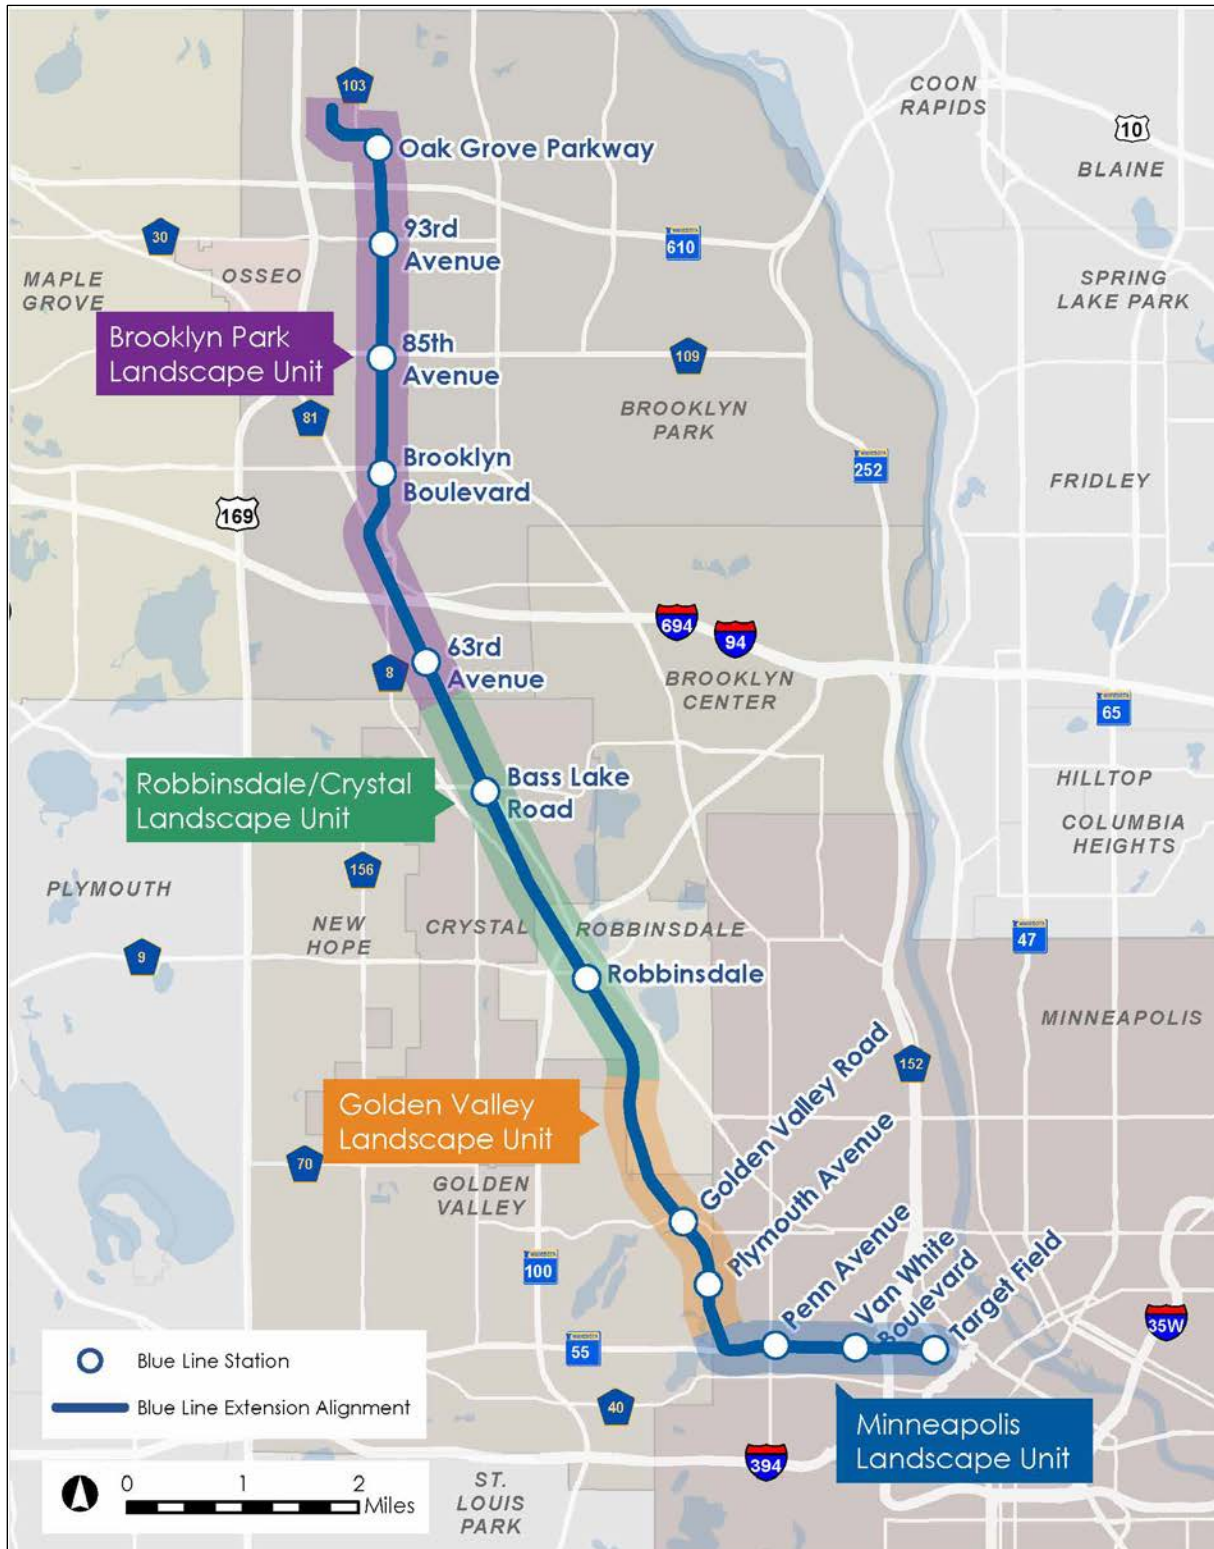 103
COON
RAPIDS
10
Oak Grove Parkway
BLAINE
30
93rd
Avenue
610
MAPLE
GROVE
OSSEO
SPRING
LAKE PARK
Brooklyn Park
Landscape Unit
85th
Avenue
109
81
BROOKLYN
PARK
Brooklyn
Boulevard
252
FRIDLEY
169
694
94
63rd
Avenue
8
BROOKLYN
CENTER
65
Robbinsdale/Crystal
Landscape Unit
Bass Lake
Road
HILLTOP
COLUMBIA
HEIGHTS
156
PLYMOUTH
NEW
HOPE
CRYSTAL
ROBBINSDALE
47
9
Robbinsdale
MINNEAPOLIS
152
Golden Valley
Landscape Unit
Golden Valley Road
Plymouth Avenue
70
GOLDEN
VALLEY
100
Penn Avenue
Van White
Boulevard
Target Field
35W
55
Blue Line Station
Blue Line Extension Alignment
40
Minneapolis
Landscape Unit
394
0 1 2
Miles
ST.
LOUIS
PARK